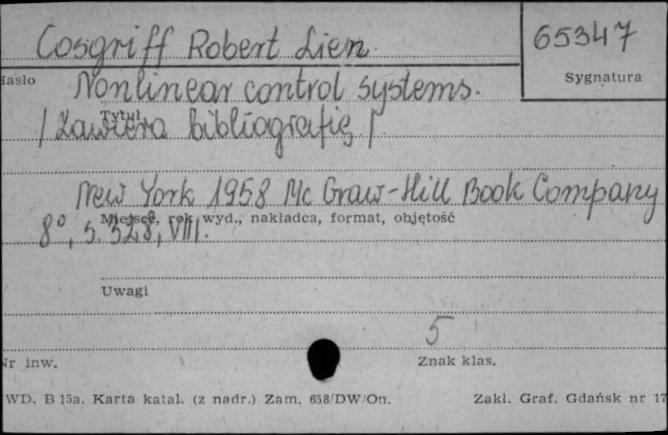 Cosgriff Robert Lien 65347
Hasło Sygnatura
Nonlinear control systems.
Tytuł
/ Zawiera bibliografię /
New York 1958 Mc Graw-Hill Book Company
Miejsce, rok wyd., nakładca, format, objętość
8°, s. 328, VIII.
Uwagi
5
Nr inw. Znak klas.
WD. B 15a. Karta katal. (z nadr.) Zam. 658/DW/On. Zakl. Graf. Gdańsk nr 17